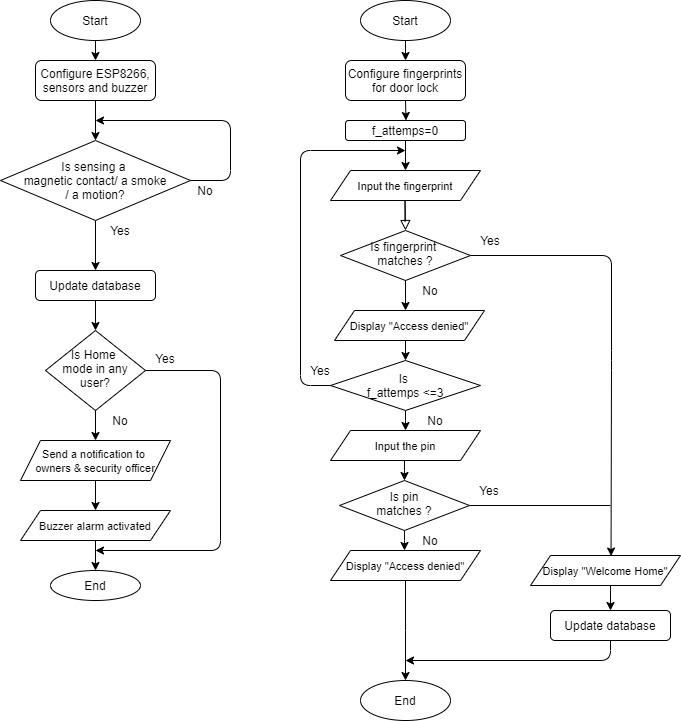 Start
Configure ESP8266,
sensors and buzzer
Is sensing a
magnetic contact/ a smoke
/ a motion?
No
Yes
Update database
Is Home
mode in any
user?
Yes
No
Send a notification to
owners & security officer
Buzzer alarm activated
End
Start
Configure fingerprints
for door lock
f_attemps=0
Input the fingerprint
Is fingerprint
matches ?
Yes
No
Display "Access denied"
Yes
Is
f_attemps <=3
No
Input the pin
Is pin
matches ?
Yes
No
Display "Access denied"
Display "Welcome Home"
Update database
End